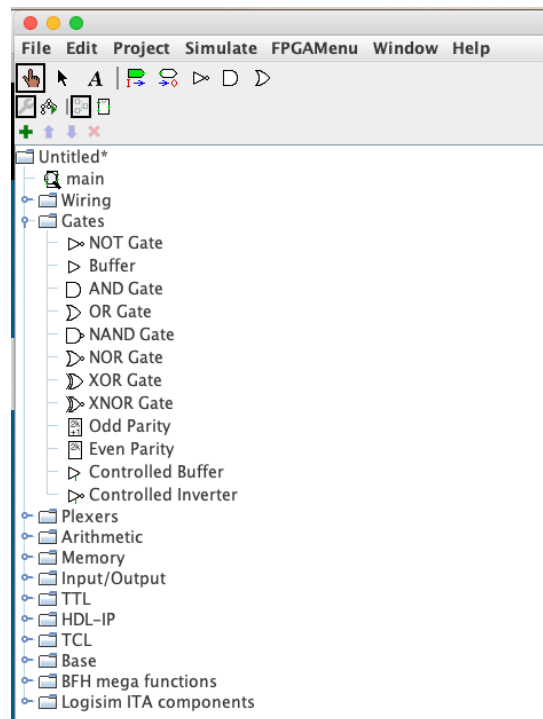 File Edit Project Simulate FPGAMenu Window Help
A
Untitled*
main
Wiring
Gates
NOT Gate
Buffer
AND Gate
OR Gate
NAND Gate
NOR Gate
XOR Gate
XNOR Gate
Odd Parity
Even Parity
Controlled Buffer
Controlled Inverter
Plexers
Arithmetic
Memory
Input/Output
TTL
HDL-IP
TCL
Base
BFH mega functions
Logisim ITA components